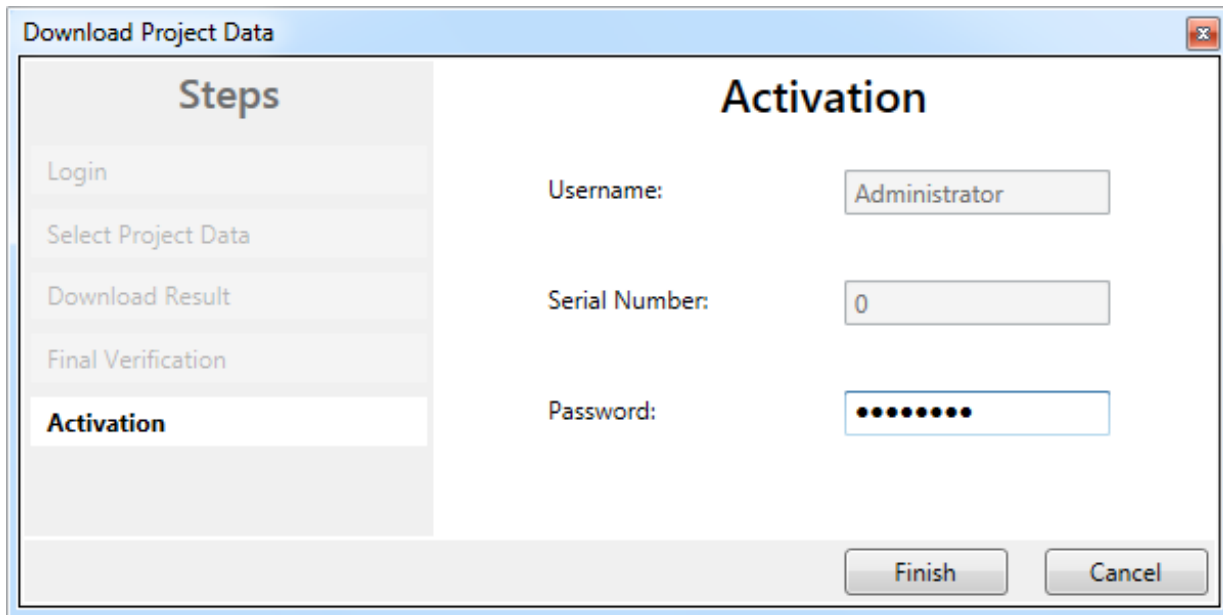 Download Project Data
Steps
Login
Select Project Data
Download Result
Final Verification
Activation
Activation
Username:
Administrator
Serial Number:
0
Password:
●●●●●●●●
Finish
Cancel